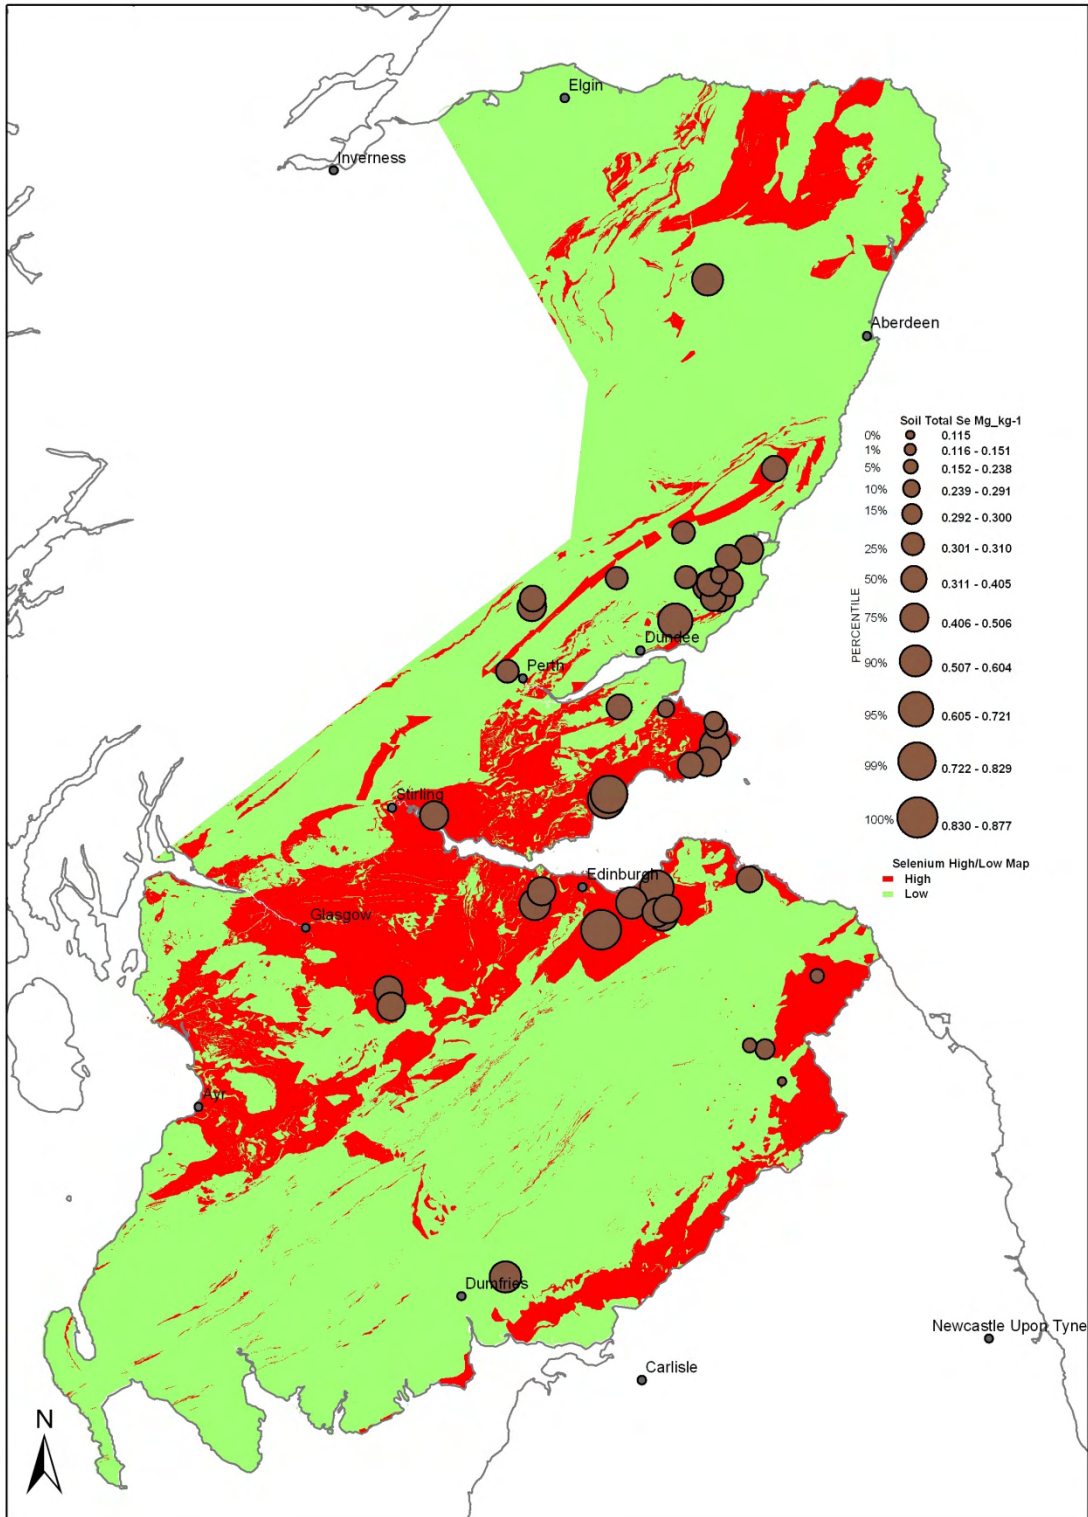 Elgin
Inverness
Aberdeen
Soil Total Se Mg_kg-1
0% 0.115
1% 0.116 - 0.151
5% 0.152 - 0.238
10% 0.239 - 0.291
15% 0.292 - 0.300
25% 0.301 - 0.310
50% 0.311 - 0.405
75% 0.406 - 0.506
90% 0.507 - 0.604
95% 0.605 - 0.721
99% 0.722 - 0.829
100% 0.830 - 0.877
PERCENTILE
Selenium High/Low Map
High
Low
Dundee
Perth
Stirling
Edinburgh
Glasgow
Ayr
Dumfries
Newcastle Upon Tyne
Carlisle
N